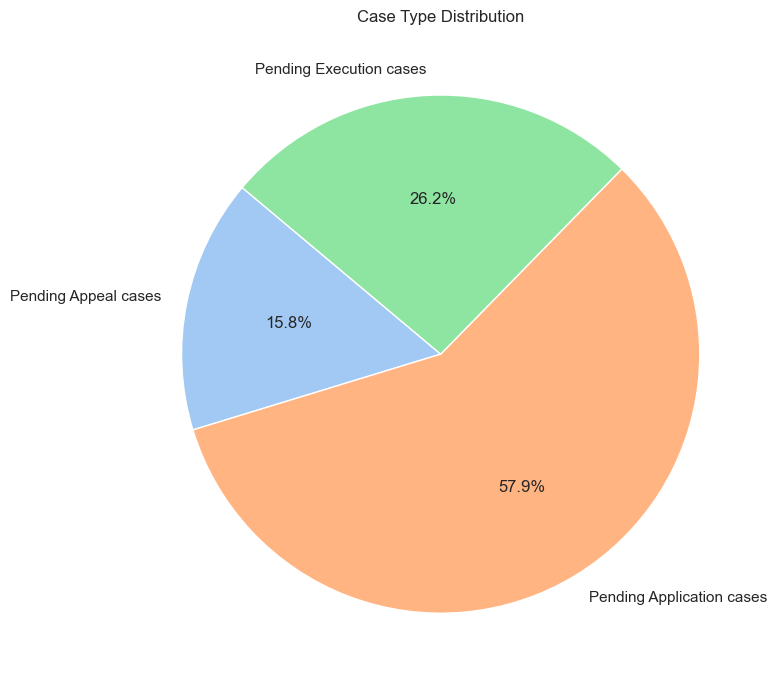 Case Type Distribution
Pending Execution cases
26.2%
Pending Appeal cases
15.8%
57.9%
Pending Application cases